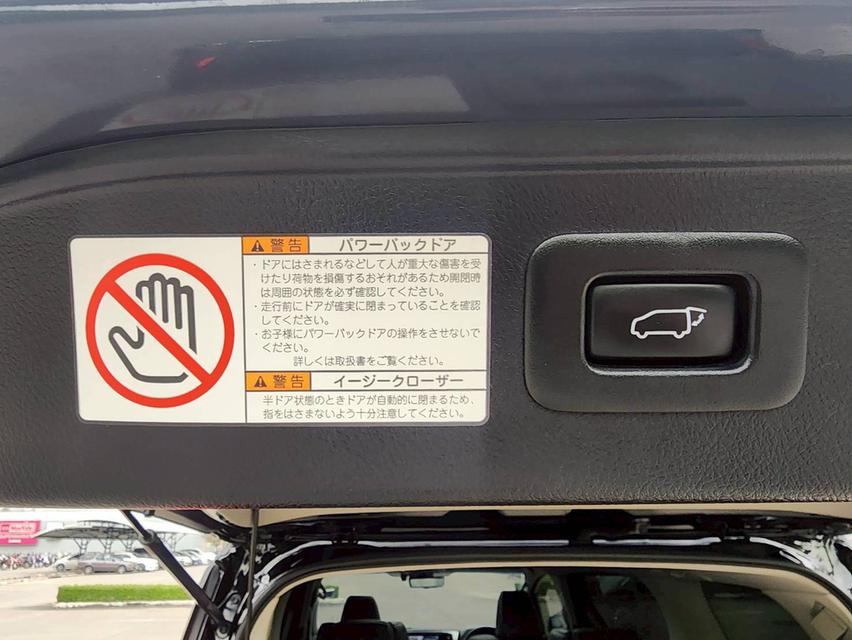 警告 パワーバックドア
・ドアにはさまれるなどして人が重大な傷害を受
けたり荷物を損傷するおそれがあるため開閉時
は周囲の状態を必ず確認してください。
・走行前にドアが確実に閉まっていることを確認
してください。
・お子様にパワーバックドアの操作をさせないで
ください。
詳しくは取扱書をご覧ください。
警告 イージークローザー
半ドア状態のときドアが自動的に閉まるため、
指をはさまないよう十分注意してください。